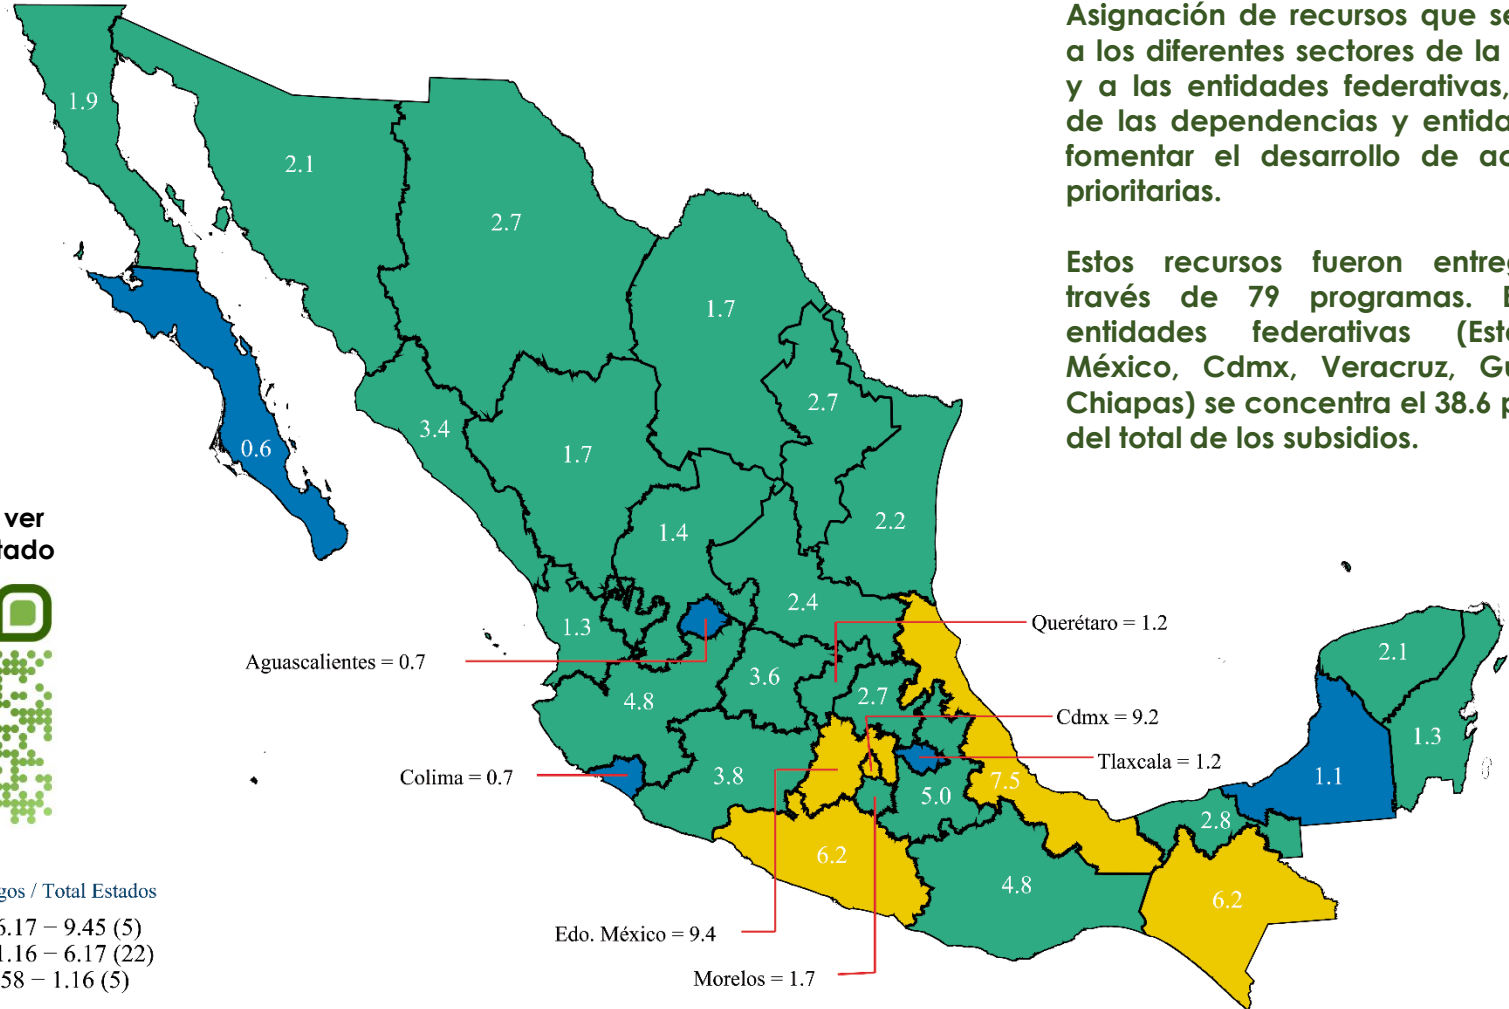 Asignación de recursos que se
a los diferentes sectores de la
y a las entidades federativas,
de las dependencias y
fomentar el desarrollo de
prioritarias.
Estos recursos fueron
través de 79 programas.
entidades federativas
México, Cdmx, Veracruz,
Chiapas) se concentra el 38.6
del total de los subsidios.
1.9
2.1
2.7
1.7
2.7
3.4
1.7
0.6
2.2
1.4
2.4
1.3
Querétaro = 1.2
Aguascalientes = 0.7
2.1
3.6
4.8
2.7
Cdmx = 9.2
1.3
Tlaxcala = 1.2
Colima = 0.7
3.8
7.5
1.1
5.0
2.8
6.2
4.8
6.2
Edo. México = 9.4
Morelos = 1.7
ver
tado
gos / Total Estados
6.17 − 9.45 (5)
1.16 − 6.17 (22)
58 − 1.16 (5)